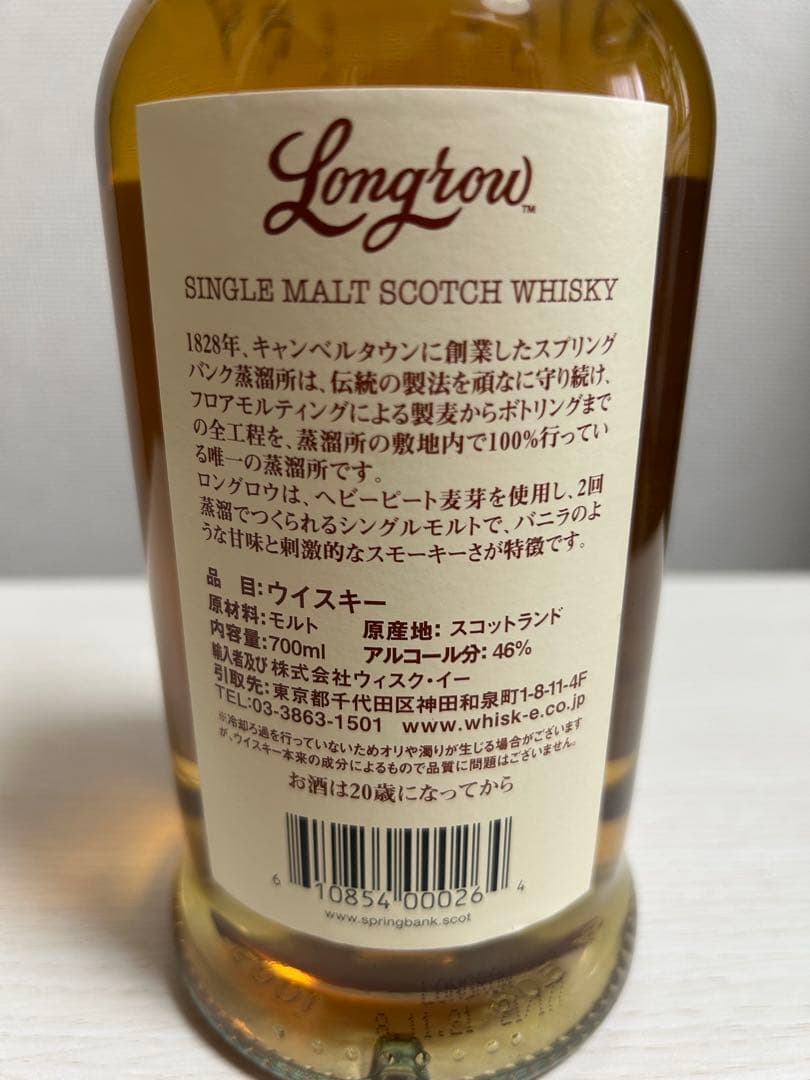 Longrow™
SINGLE MALT SCOTCH WHISKY
1828年、キャンベルタウンに創業したスプリング
バンク蒸溜所は、伝統の製法を頑なに守り続け、
フロアモルティングによる製麦からボトリングまで
の全工程を、蒸溜所の敷地内で100%行ってい
る唯一の蒸溜所です。
ロングロウは、ヘビーピート麦芽を使用し、2回
蒸溜でつくられるシングルモルトで、バニラのよ
うな甘味と刺激的なスモーキーさが特徴です。
品 目:ウイスキー
原材料:モルト 原産地:スコットランド
内容量:700ml アルコール分:46%
輸入者及び 株式会社ウィスク・イー
引取先:東京都千代田区神田和泉町1-8-11-4F
TEL:03-3863-1501 www.whisk-e.co.jp
※冷却ろ過を行っていないためオリや濁りが生じる場合がございます
が、ウイスキー本来の成分によるもので品質に問題はございません。
お酒は20歳になってから
6 10854 00026 4
www.springbank.scot